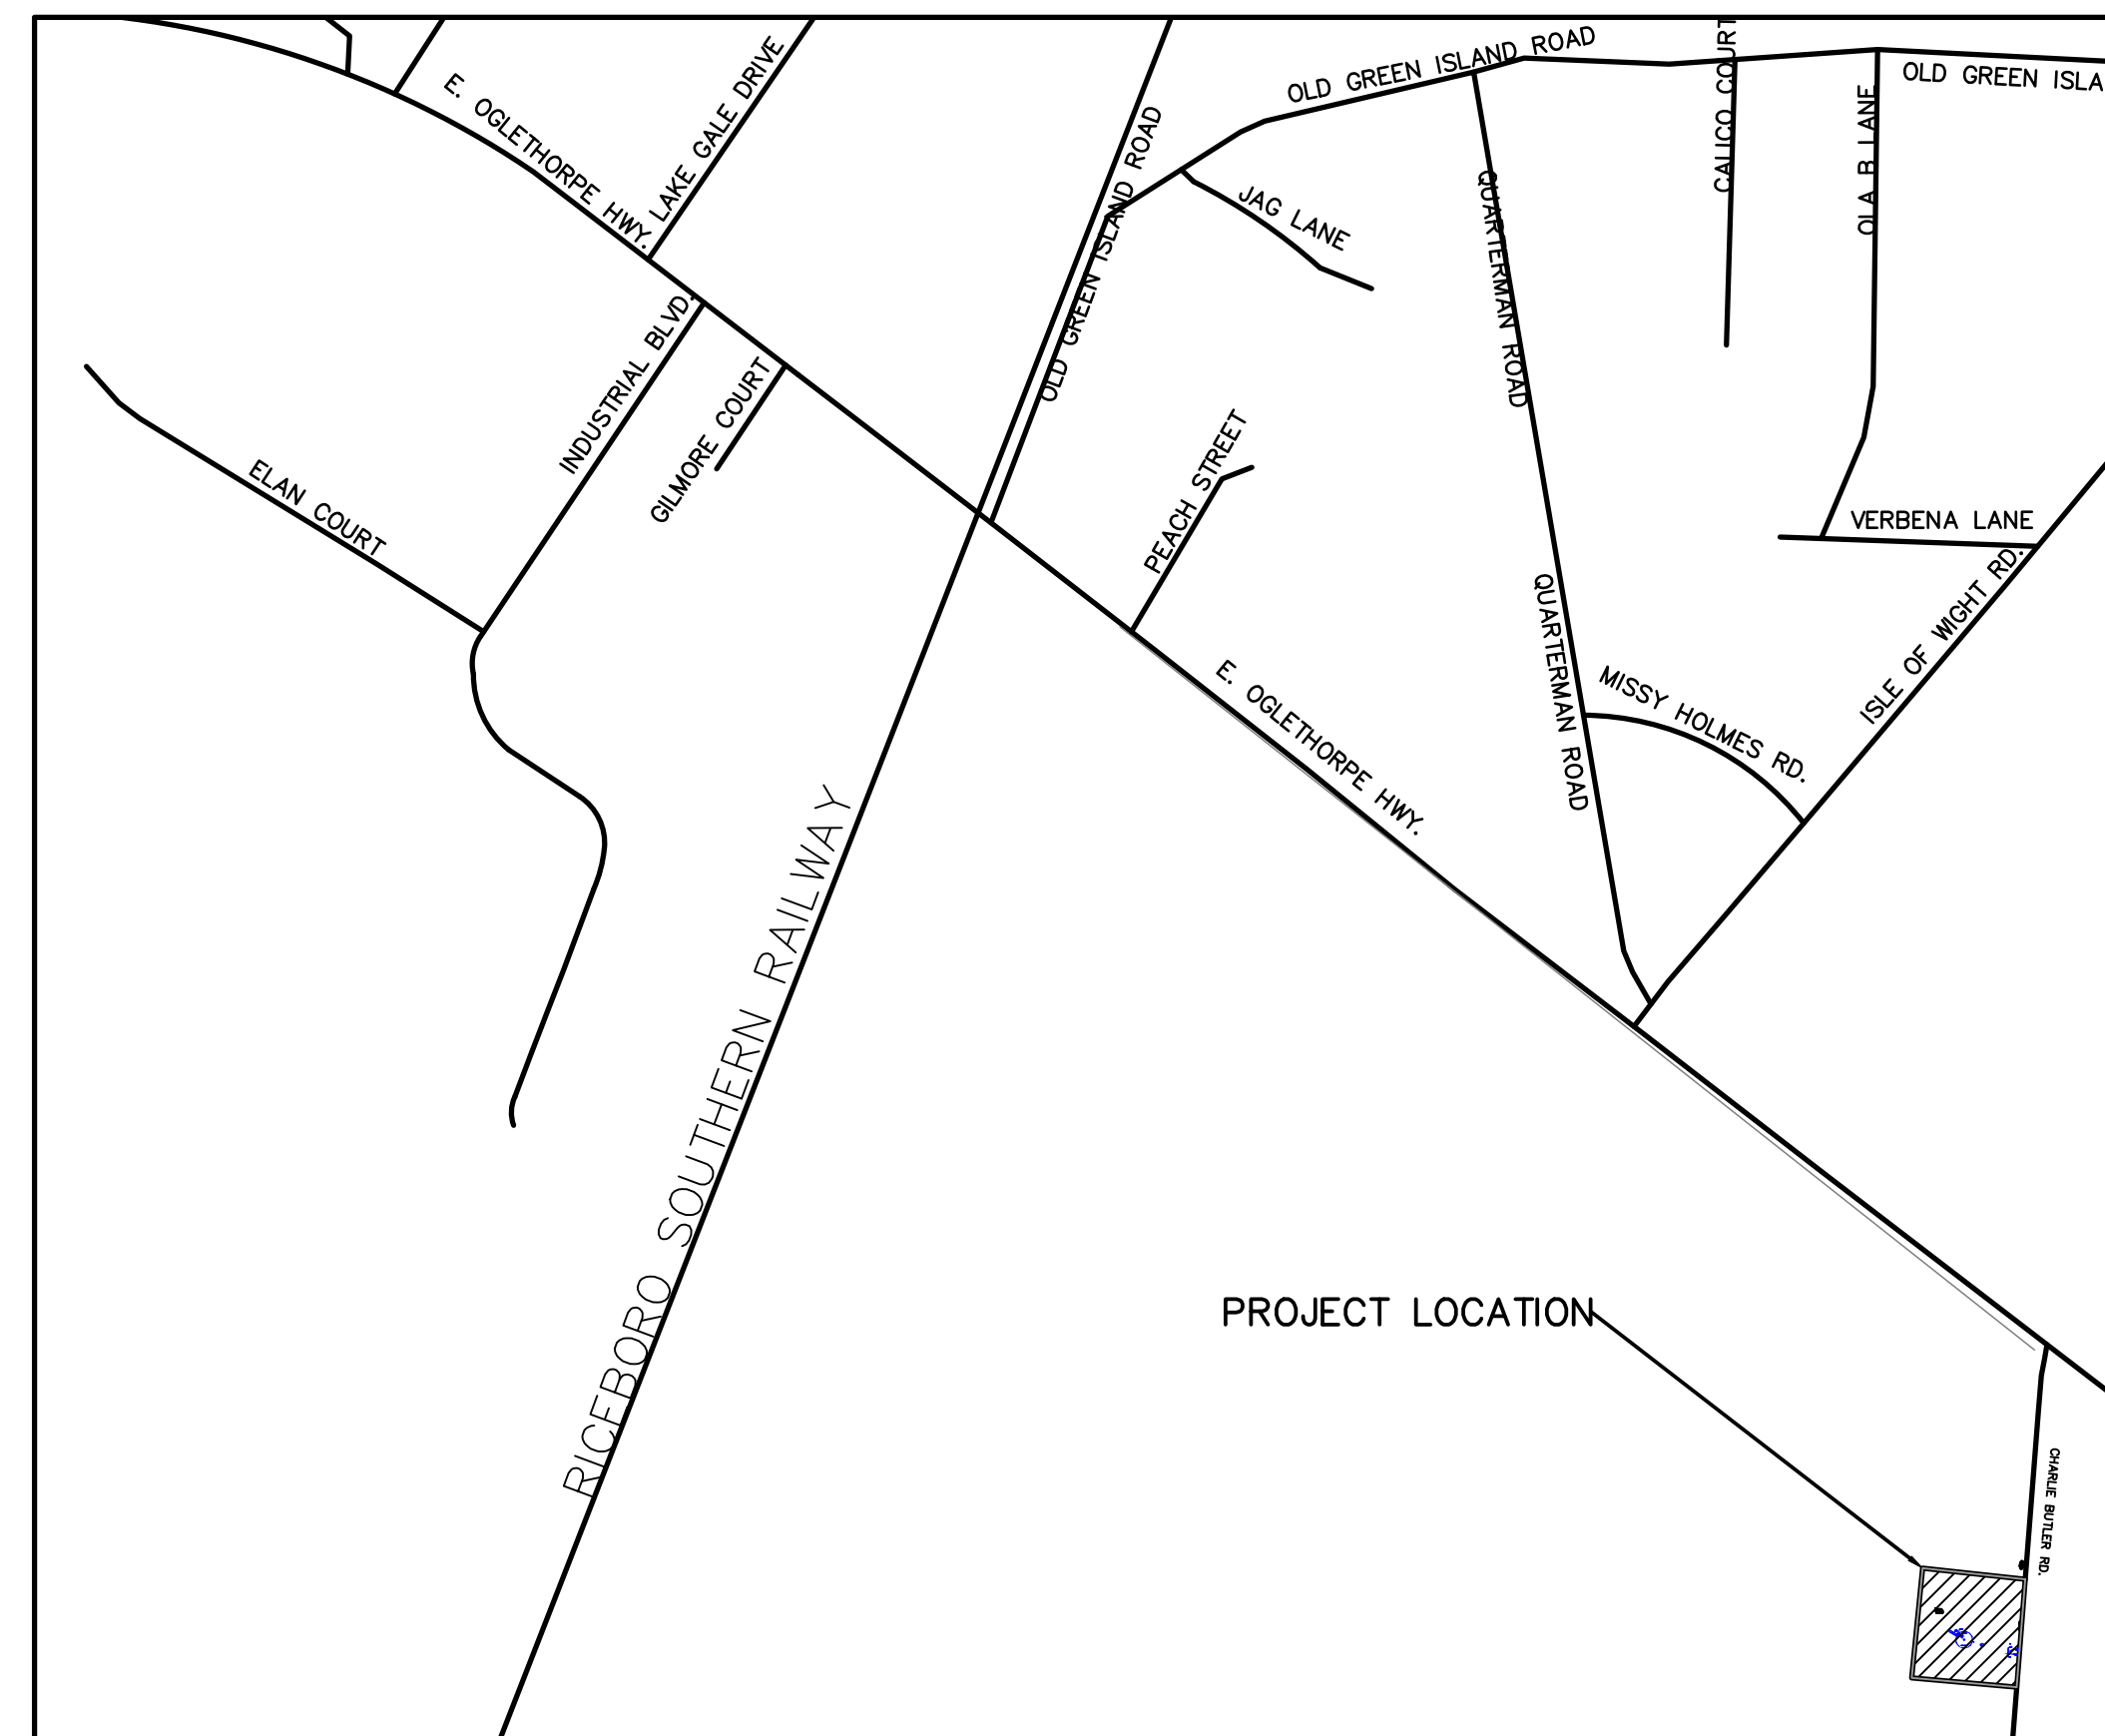 OLD GREEN ISLAND ROAD
CALICO COURT
OLD GREEN ISLA
E. OGLETHORPE HWY.
LAKE GALE DRIVE
OLD GREEN ISLAND ROAD
JAG LANE
QUARTERMAN ROAD
INDUSTRIAL BLVD.
GILMORE COURT
ELAN COURT
PEACH STREET
VERBENA LANE
ISLE OF WIGHT RD.
QUARTERMAN ROAD
MISSY HOLMES RD.
E. OGLETHORPE HWY.
RICEBORO SOUTHERN RAILWAY
PROJECT LOCATION
CHARLIE BUTLER RD.